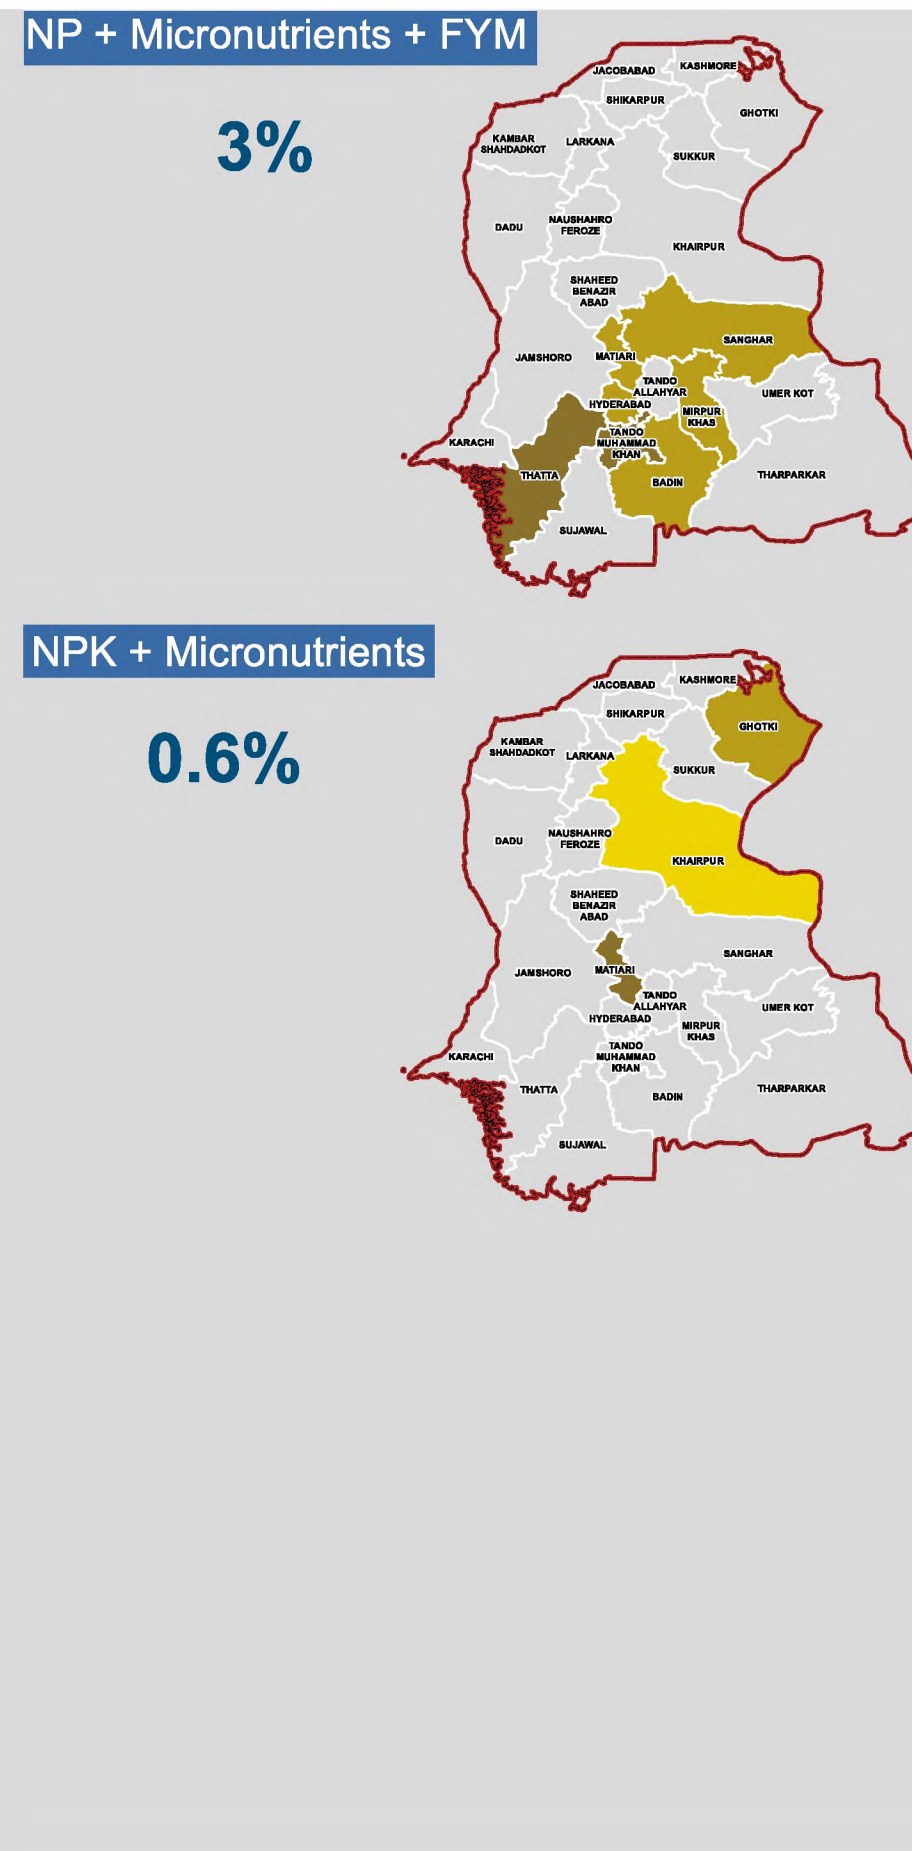 NP + Micronutrients + FYM
3%
JACOBABAD
KASHMORE
SHIKARPUR
GHOTKI
KAMBAR
SHAHDADKOT
LARKANA
SUKKUR
DADU
NAUSHAHRO
FEROZE
KHAIRPUR
SHAHEED
BENAZIR
ABAD
SANGHAR
JAMSHORO
MATIARI
TANDO
ALLAHYAR
UMER KOT
HYDERABAD
MIRPUR
KHAS
KARACHI
TANDO
MUHAMMAD
KHAN
THATTA
BADIN
THARPARKAR
SUJAWAL
NPK + Micronutrients
0.6%
JACOBABAD
KASHMORE
SHIKARPUR
GHOTKI
KAMBAR
SHAHDADKOT
LARKANA
SUKKUR
DADU
NAUSHAHRO
FEROZE
KHAIRPUR
SHAHEED
BENAZIR
ABAD
SANGHAR
JAMSHORO
MATIARI
TANDO
ALLAHYAR
UMER KOT
HYDERABAD
MIRPUR
KHAS
KARACHI
TANDO
MUHAMMAD
KHAN
THATTA
BADIN
THARPARKAR
SUJAWAL